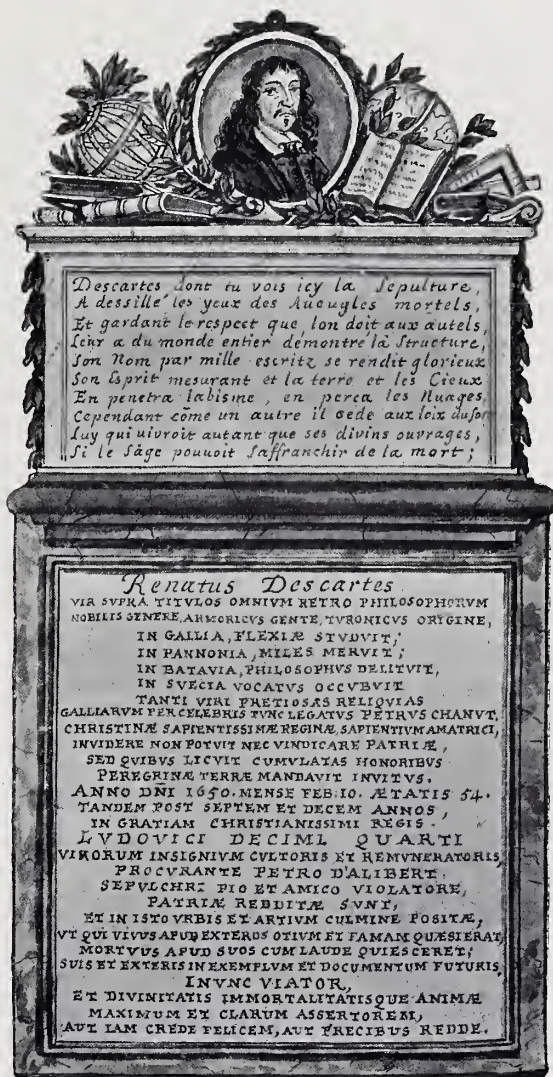 Descartes dont tu vois icy la Sepulture,
A dessillé les yeux des Aueugles mortels,
Et gardant le respect que lon doit aux autels,
Leur a du monde entier démontré la Structure,
Son Nom par mille escritz se rendit glorieux
Son Esprit mesurant et la terre et les Cieux
En penetra labisme, en perca les Nuages,
Cependant cõme un autre il cede aux loix du sor
Luy qui uivroit autant que ses divins ouvrages,
Si le Sâge pouuoit Saffranchir de la mort;
Renatus Descartes
VIR SVPRA TITVLOS OMNIVM RETRO PHILOSOPHORVM
NOBILIS GENERE, ARMORICVS GENTE, TVRONICVS ORIGINE,
IN GALLIA, FLEXIÆ STVDVIT;
IN PANNONIA, MILES MERVIT;
IN BATAVIA, PHILOSOPHVS DELITVIT,
IN SVECIA VOCATVS OCCVBVIT
TANTI VIRI PRETIOSAS RELIQVIAS
GALLIARVM PERCELEBRIS TVNC LEGATVS PETRVS CHANVT,
CHRISTINÆ SAPIENTISSIMÆ REGINÆ, SAPIENTIVM AMATRICI,
INVIDERE NON POTVIT NEC VINDICARE PATRIÆ,
SED QVIBVS LICVIT CVMVLATAS HONORIBVS
PEREGRINÆ TERRÆ MANDAVIT INVITVS.
ANNO DÑI 1650. MENSE FEB. 10. ÆTATIS 54.
TANDEM POST SEPTEM ET DECEM ANNOS,
IN GRATIAM CHRISTIANISSIMI REGIS.
LVDOVICI DECIMI QUARTI
VIRORUM INSIGNIVM CVLTORIS ET REMVNERATORIS,
PROCVRANTE PETRO D'ALIBERT,
SEPVLCHRI PIO ET AMICO VIOLATORE,
PATRIÆ REDDITÆ SVNT,
ET IN ISTO VRBIS ET ARTIVM CVLMINE POSITÆ,
VT QVI VIVVS APVD EXTEROS OTIVM ET FAMAM QVÆSIERAT,
MORTVVS APVD SVOS CVM LAVDE QVIESCERET;
SVIS ET EXTERIS IN EXEMPLVM ET DOCVMENTVM FVTVRIS,
I NVNC VIATOR,
ET DIVINITATIS IMMORTALITATISQVE ANIMÆ
MAXIMVM ET CLARVM ASSERTOREM,
AVT IAM CREDE FELICEM, AVT PRECIBVS REDDE.